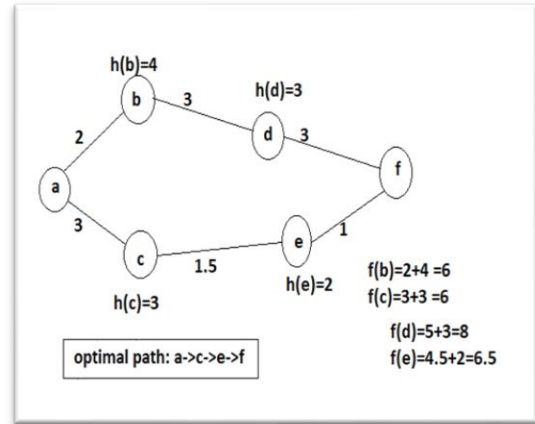 h(b)=4
b
3
h(d)=3
d
3
2
f
a
3
c
1.5
e
1
h(c)=3
h(e)=2
f(b)=2+4 =6
f(c)=3+3 =6
f(d)=5+3=8
f(e)=4.5+2=6.5
optimal path: a->c->e->f